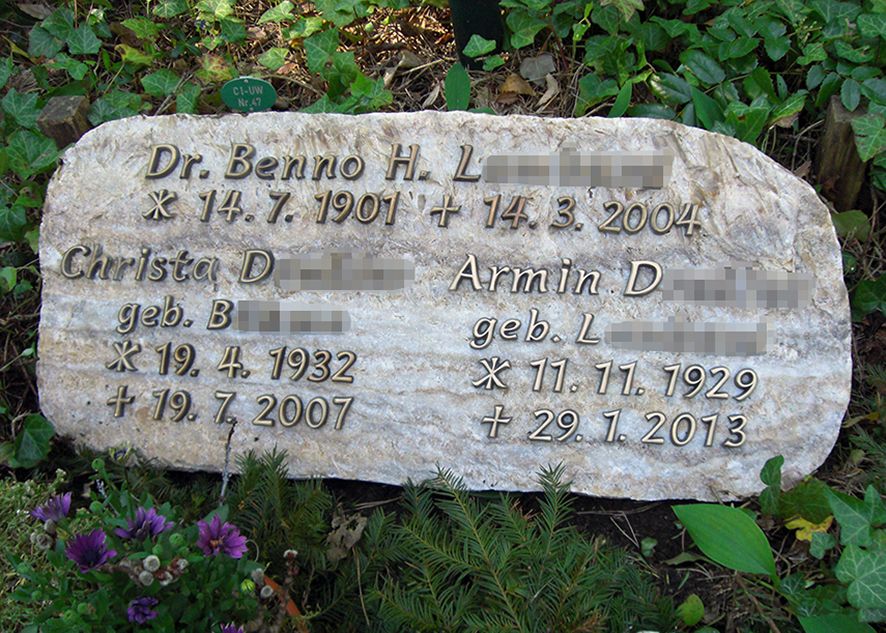 CI-UW
Nr. 47
Dr. Benno H. L
* 14. 7. 1901 + 14. 3. 2004
Christa D
geb. B
* 19. 4. 1932
+ 19. 7. 2007
Armin D
geb. L
* 11. 11. 1929
+ 29. 1. 2013